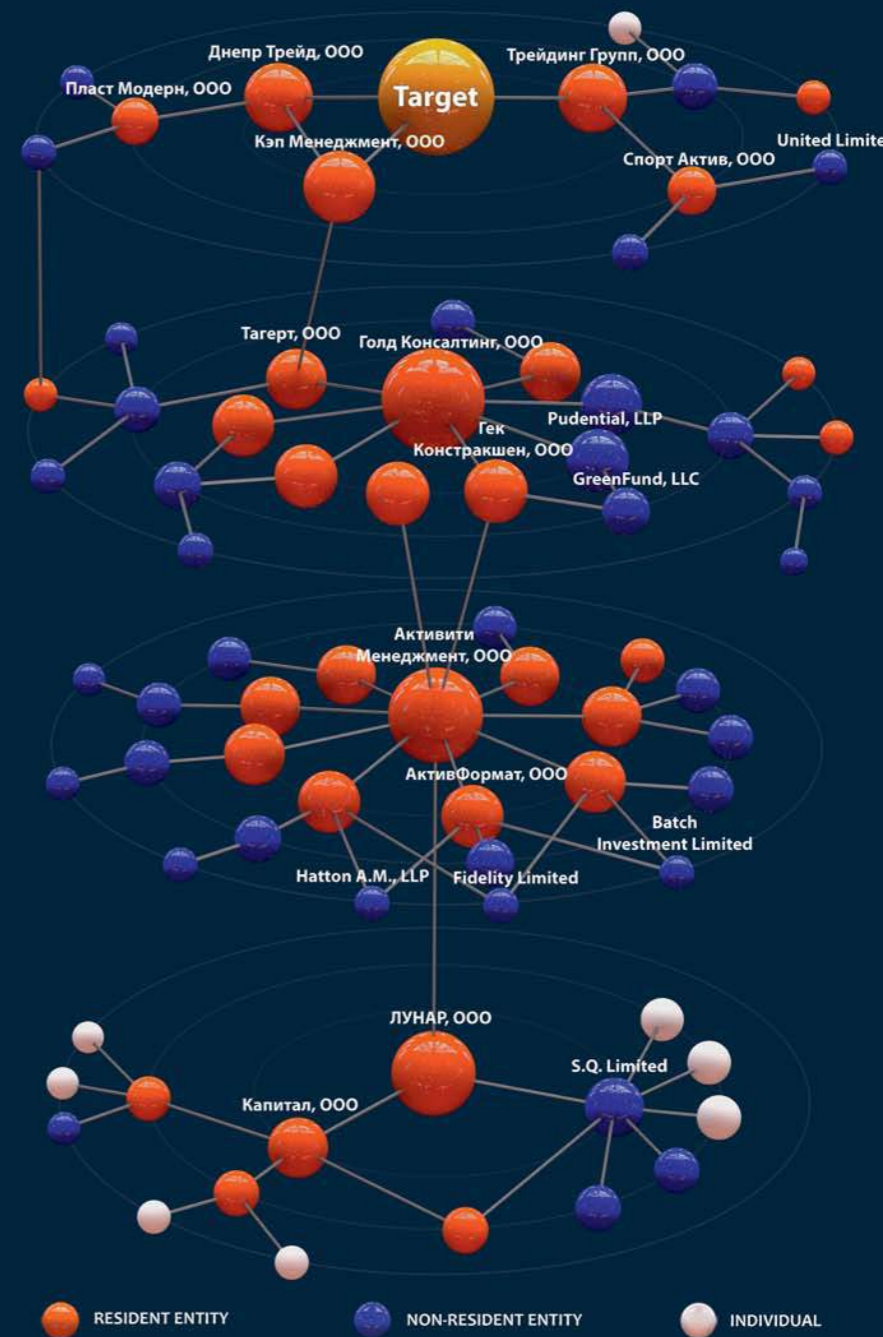 Днепр Трейд, ООО
Трейдинг Групп, ООО
Пласт Модерн, ООО
Target
Кэп Менеджмент, ООО
United Limite
Спорт Актив, ООО
Тагерт, ООО
Голд Консалтинг, ООО
Pudential, LLP
Гек
Констракшен, ООО
GreenFund, LLC
Активити
Менеджмент, ООО
АктивФормат, ООО
Batch
Investment Limited
Hatton A.M., LLP
Fidelity Limited
ЛУНАР, ООО
S.Q. Limited
Капитал, ООО
RESIDENT ENTITY
NON-RESIDENT ENTITY
INDIVIDUAL